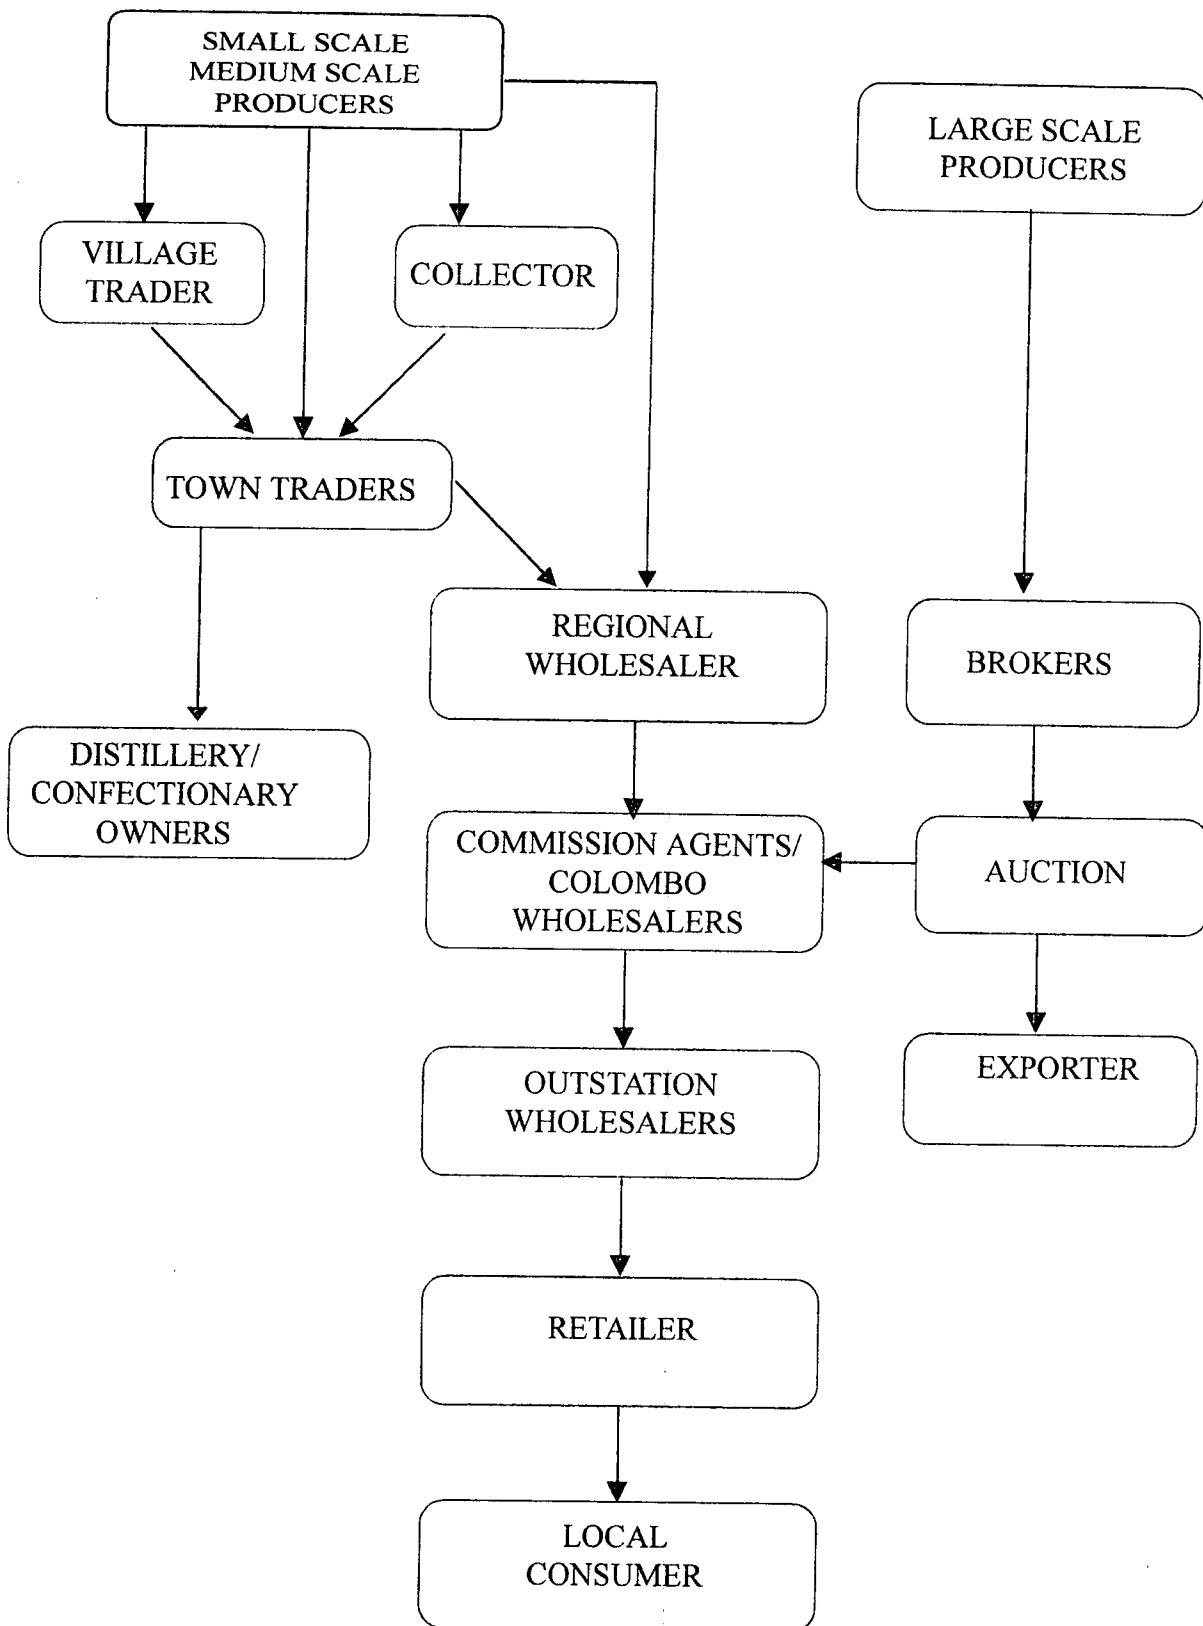 SMALL SCALE
MEDIUM SCALE
PRODUCERS
LARGE SCALE
PRODUCERS
VILLAGE
TRADER
COLLECTOR
TOWN TRADERS
REGIONAL
WHOLESALER
BROKERS
DISTILLERY/
CONFECTIONARY
OWNERS
COMMISSION AGENTS/
COLOMBO
WHOLESALERS
AUCTION
OUTSTATION
WHOLESALERS
EXPORTER
RETAILER
LOCAL
CONSUMER